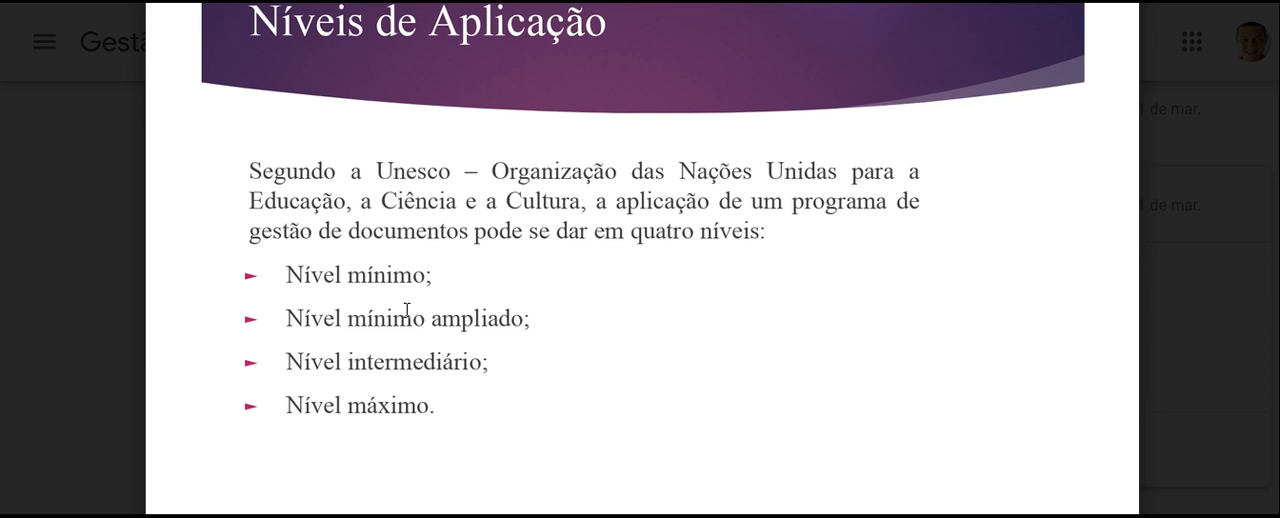 Níveis de Aplicação
Gestã
1 de mar.
Segundo a Unesco – Organização das Nações Unidas para a
Educação, a Ciência e a Cultura, a aplicação de um programa de
gestão de documentos pode se dar em quatro níveis:
1 de mar.
► Nível mínimo;
► Nível mínimo ampliado;
► Nível intermediário;
► Nível máximo.